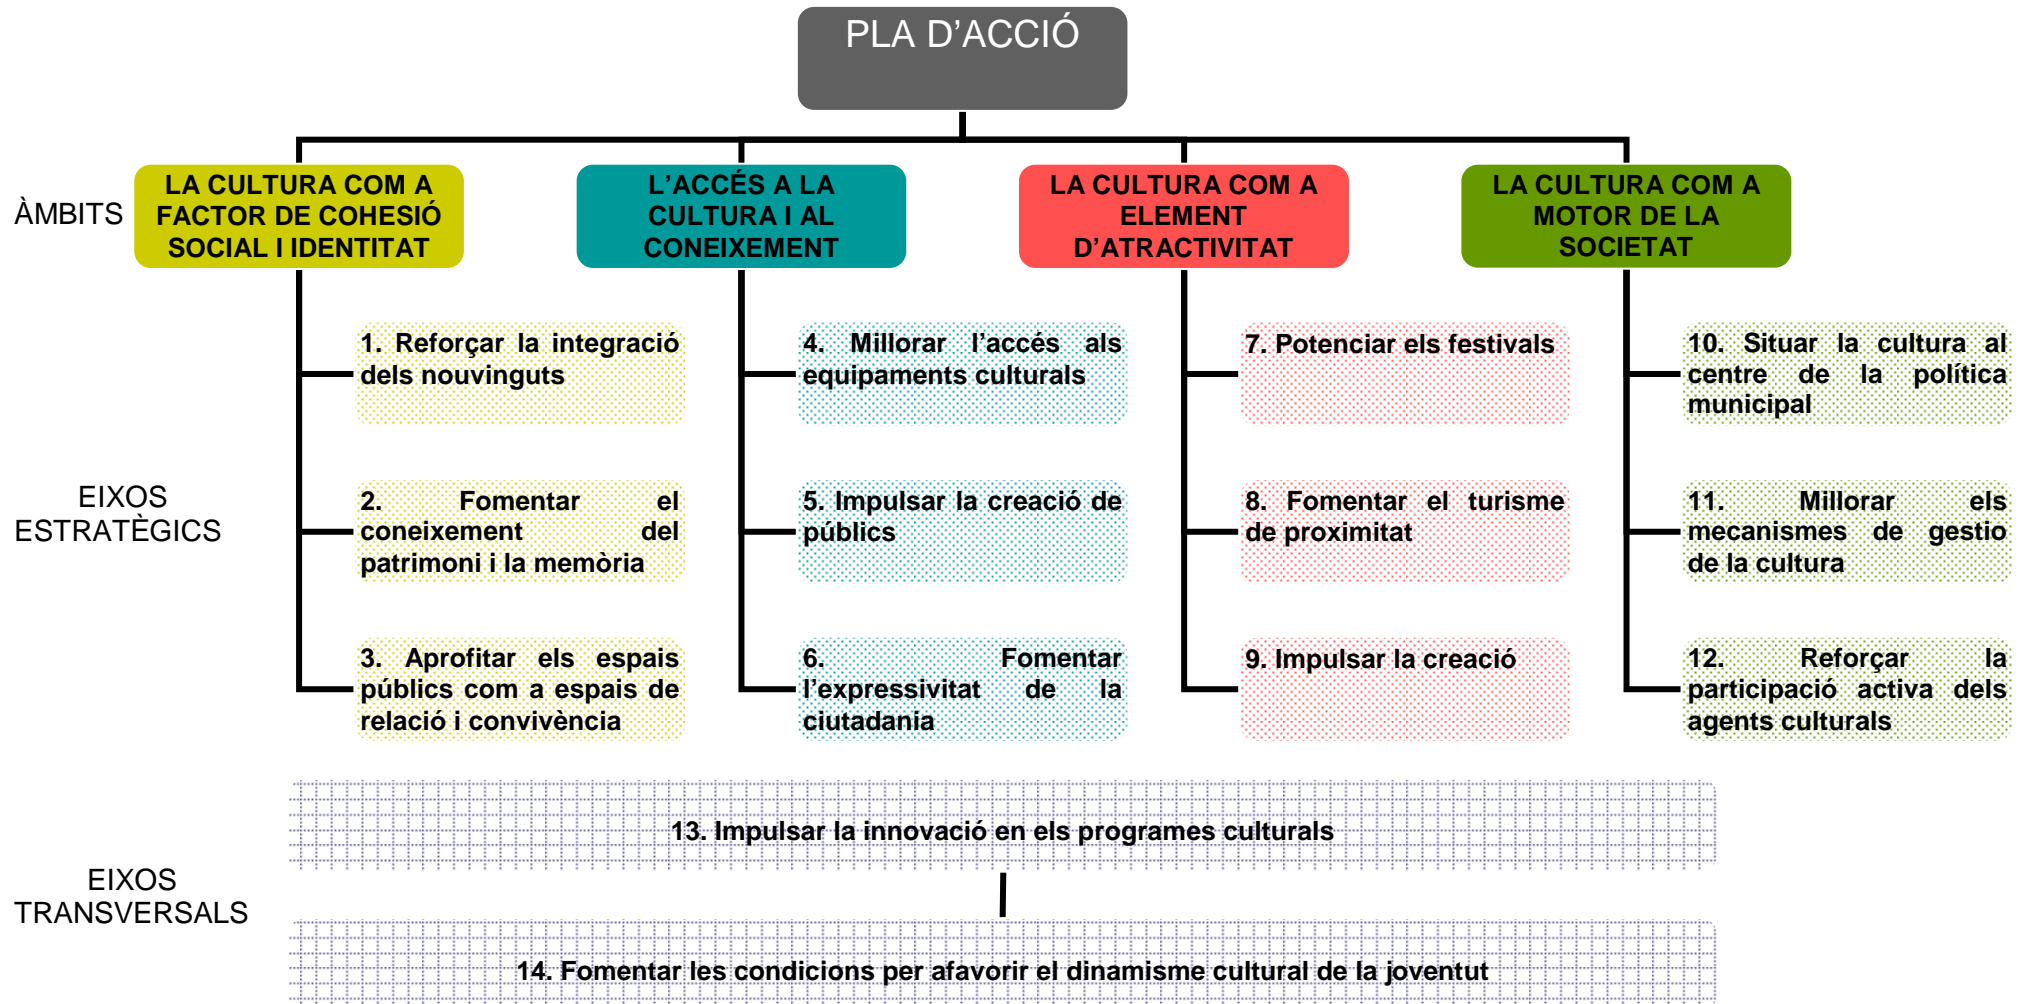 PLA D’ACCIÓ
ÀMBITS
LA CULTURA COM A
FACTOR DE COHESIÓ
SOCIAL I IDENTITAT
L’ACCÉS A LA
CULTURA I AL
CONEIXEMENT
LA CULTURA COM A
ELEMENT
D’ATRACTIVITAT
LA CULTURA COM A
MOTOR DE LA
SOCIETAT
EIXOS
ESTRATÈGICS
1. Reforçar la integració
dels nouvinguts
2. Fomentar el
coneixement del
patrimoni i la memòria
3. Aprofitar els espais
públics com a espais de
relació i convivència
4. Millorar l’accés als
equipaments culturals
5. Impulsar la creació de
públics
6. Fomentar
l’expressivitat de la
ciutadania
7. Potenciar els festivals
8. Fomentar el turisme
de proximitat
9. Impulsar la creació
10. Situar la cultura al
centre de la política
municipal
11. Millorar els
mecanismes de gestio
de la cultura
12. Reforçar la
participació activa dels
agents culturals
EIXOS
TRANSVERSALS
13. Impulsar la innovació en els programes culturals
14. Fomentar les condicions per afavorir el dinamisme cultural de la joventut